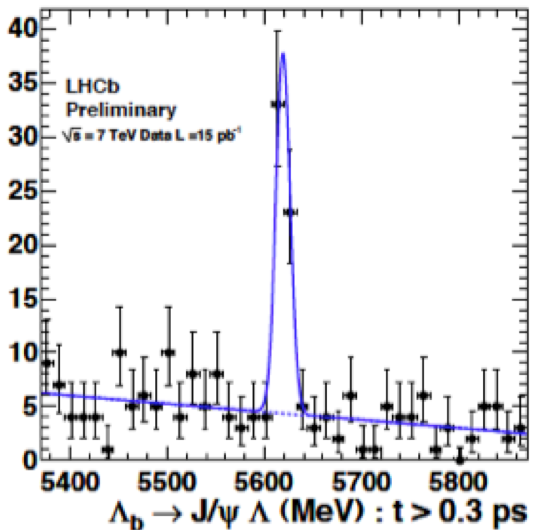 40
35
LHCb
Preliminary
√s = 7 TeV Data L =15 pb⁻¹
30
25
20
15
10
5
0
5400 5500 5600 5700 5800
Λb → J/ψ Λ (MeV) : t > 0.3 ps